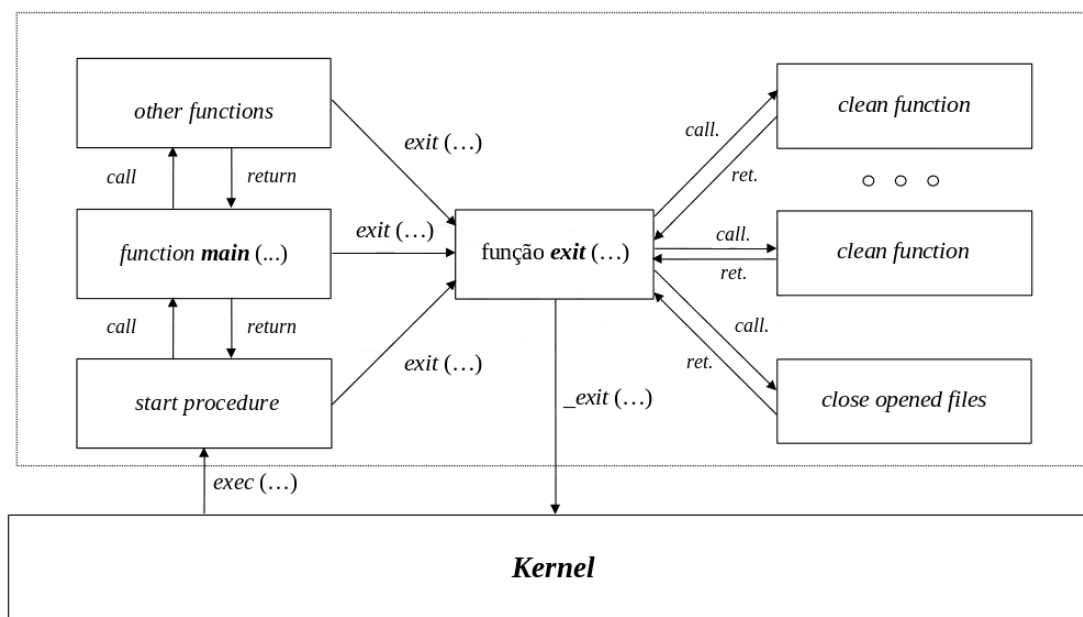 other functions
clean function
exit (…)
call.
call
return
ret.
function main (...)
exit (…)
função exit (…)
call.
clean function
ret.
call
return
call.
exit (…)
ret.
start procedure
_exit (…)
close opened files
exec (…)
Kernel